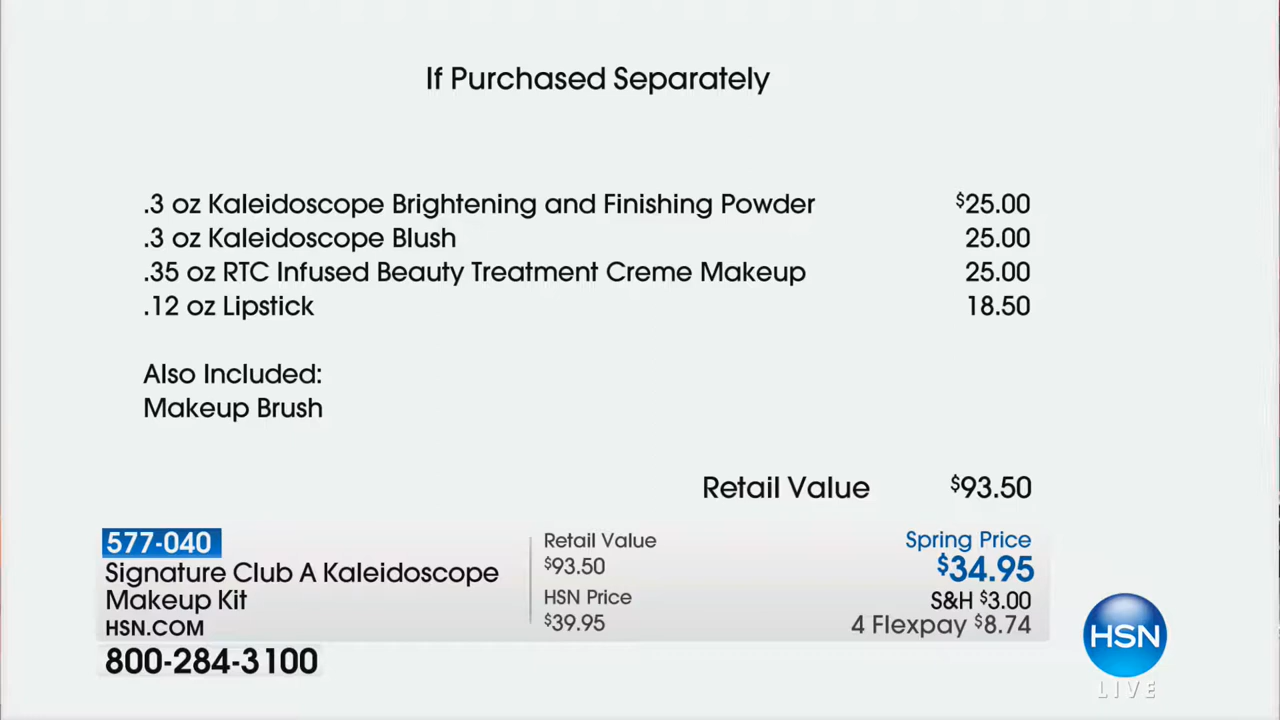 If Purchased Separately
.3 oz Kaleidoscope Brightening and Finishing Powder $25.00
.3 oz Kaleidoscope Blush 25.00
.35 oz RTC Infused Beauty Treatment Creme Makeup 25.00
.12 oz Lipstick 18.50
Also Included:
Makeup Brush
Retail Value $93.50
577-040
Signature Club A Kaleidoscope
Makeup Kit
HSN.COM
800-284-3100
Retail Value
$93.50
HSN Price
$39.95
Spring Price
$34.95
S&H $3.00
4 Flexpay $8.74
HSN
LIVE